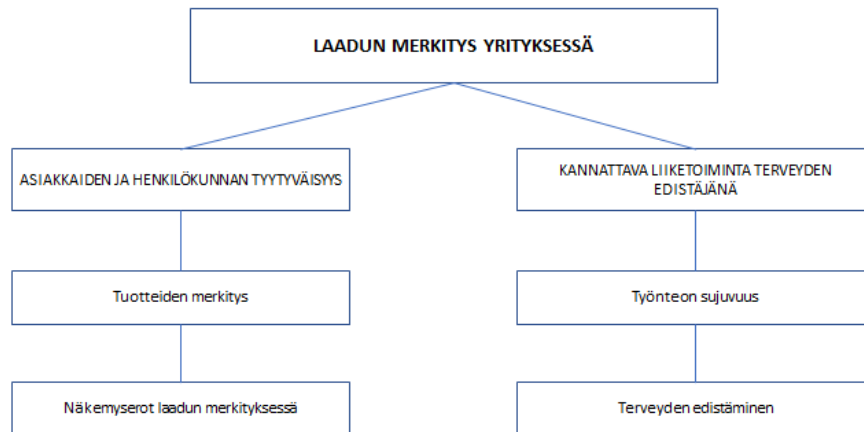 LAADUN MERKITYS YRITYKSESSÄ
ASIAKKAIDEN JA HENKILÖKUNNAN TYYTYVÄISYYS
KANNATTAVA LIIKETOIMINTA TERVEYDEN
EDISTÄJÄNÄ
Tuotteiden merkitys
Työnteon sujuvuus
Näkemyserot laadun merkityksessä
Terveyden edistäminen